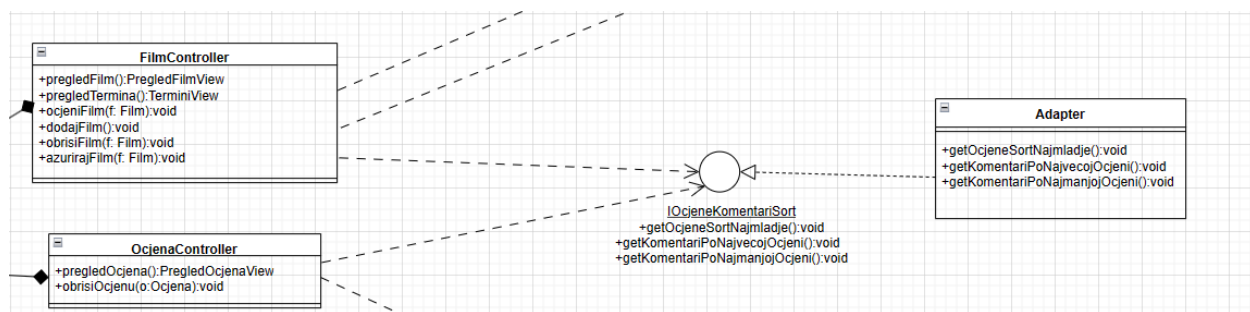 FilmController
+pregledFilm():PregledFilmView
+pregledTermina():TerminiView
+ocjeniFilm(f: Film):void
+dodajFilm():void
+obrisiFilm(f: Film):void
+azurirajFilm(f: Film):void
OcjenaController
+pregledOcjena():PregledOcjenaView
+obrisiOcjenu(o:Ocjena):void
IOcjeneKomentariSort
+getOcjeneSortNajmladje():void
+getKomentariPoNajvecojOcjeni():void
+getKomentariPoNajmanjojOcjeni():void
Adapter
+getOcjeneSortNajmladje():void
+getKomentariPoNajvecojOcjeni():void
+getKomentariPoNajmanjojOcjeni():void